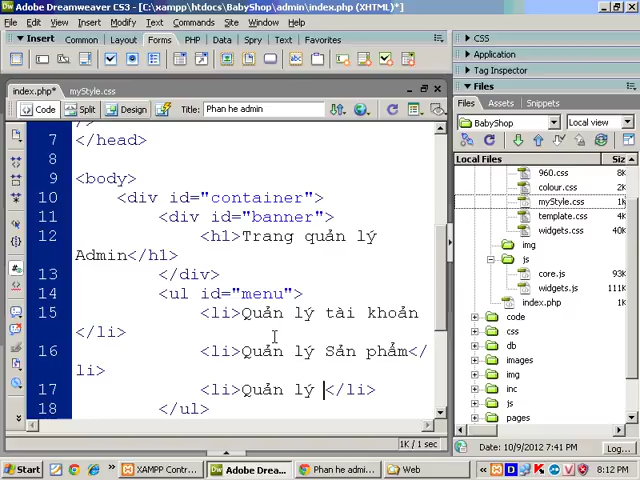 Adobe Dreamweaver CS3 - [C:\xampp\htdocs\BabyShop\admin\index.php (XHTML)*]
File Edit View Insert Modify Text Commands Site Window Help
Insert Common Layout Forms PHP Data Spry Text Favorites
index.php* myStyle.css
Code Split Design Title: Phan he admin
/>
7 </head>
8
9 <body>
10 <div id="container">
11 <div id="banner">
12 <h1>Trang quản lý
Admin</h1>
13 </div>
14 <ul id="menu">
15 <li>Quản lý tài khoản
</li>
16 <li>Quản lý Sản phẩm</
li>
17 <li>Quản lý </li>
18 </ul>
1K / 1 sec
CSS
Application
Tag Inspector
Files
Files Assets Snippets
BabyShop Local view
Local Files Siz
960.css 8K
colour.css 1K
myStyle.css 1K
template.css 6K
widgets.css 40K
img
js
core.js 113K
widgets.js 111K
index.php 1K
code
css
db
images
img
inc
js
pages
Date: 10/9/2012 7:41 PM Log...
Start XAMPP Contr... Adobe Drea... Phan he admi... Web 8:12 PM